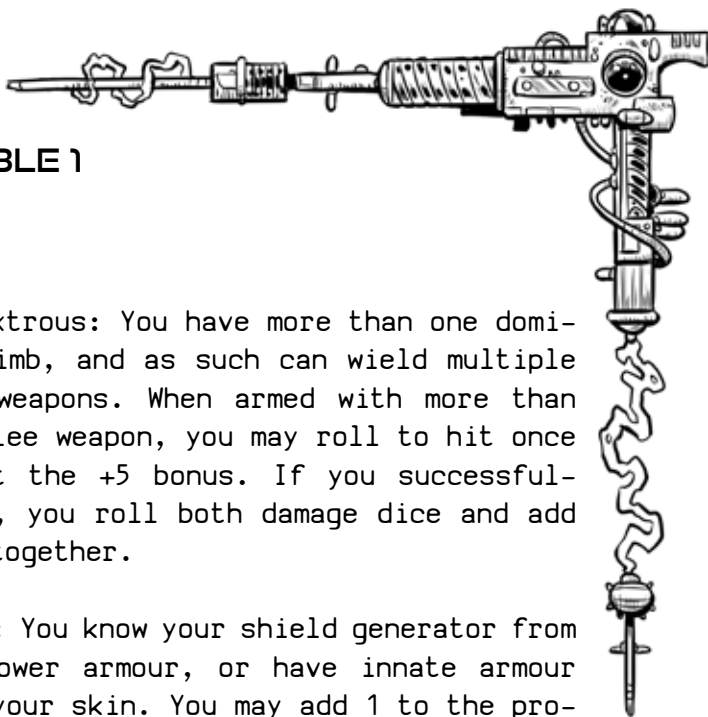 BLE 1
xtrous: You have more than one domi-
imb, and as such can wield multiple
weapons. When armed with more than
lee weapon, you may roll to hit once
t the +5 bonus. If you successful-
, you roll both damage dice and add
together.
: You know your shield generator from
ower armour, or have innate armour
your skin. You may add 1 to the pro-